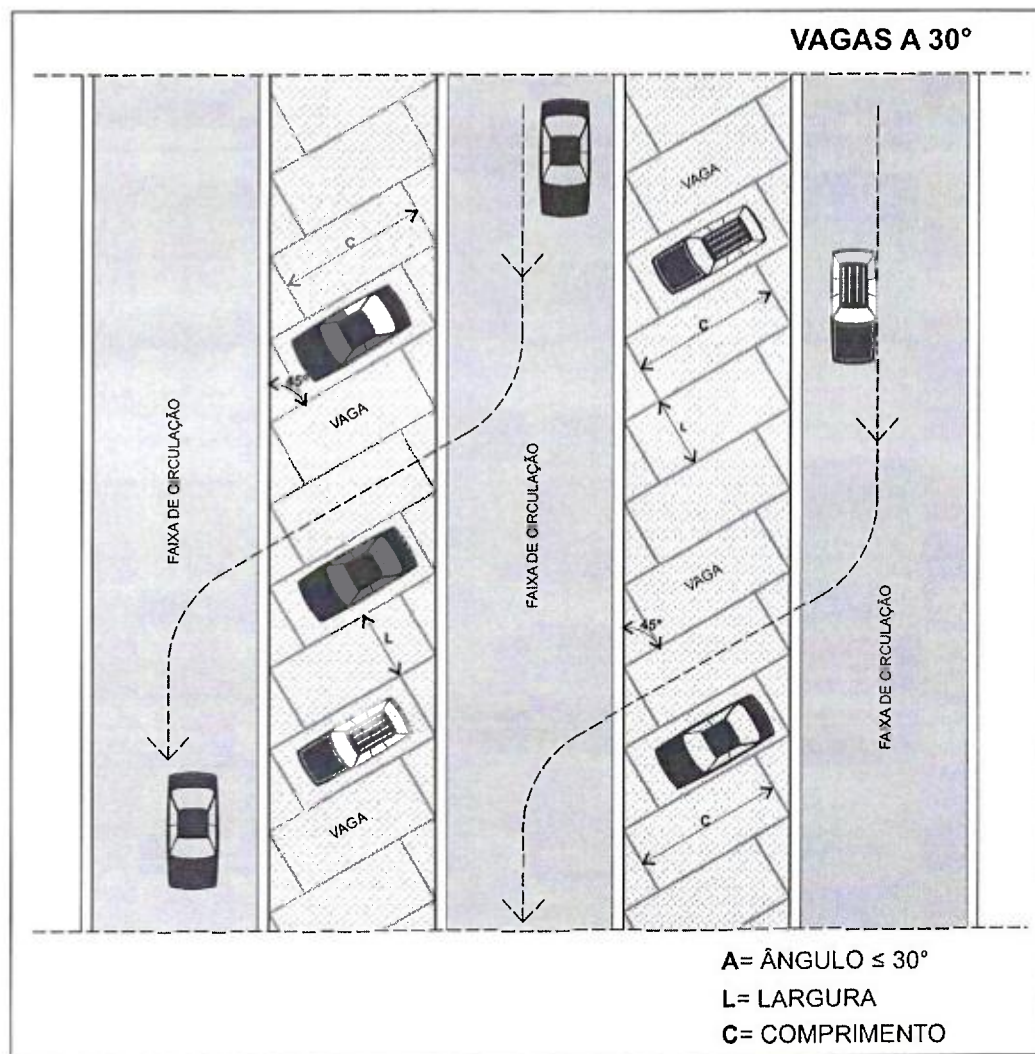 VAGAS A 30°
VAGA
C
C
45°
VAGA
L
FAIXA DE CIRCULAÇÃO
FAIXA DE CIRCULAÇÃO
VAGA
45°
L
FAIXA DE CIRCULAÇÃO
VAGA
C
A= ÂNGULO ≤ 30°
L= LARGURA
C= COMPRIMENTO